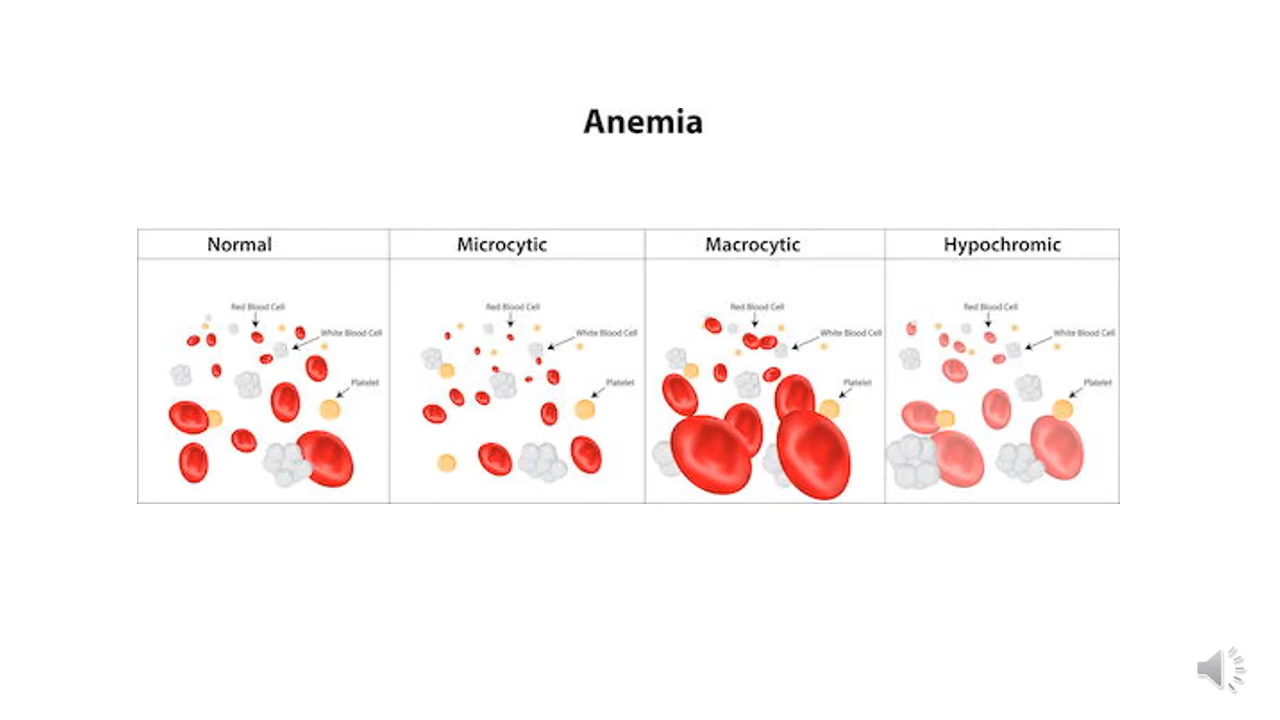 Anemia
Normal Microcytic Macrocytic Hypochromic
Red Blood Cell Red Blood Cell Red Blood Cell Red Blood Cell
White Blood Cell White Blood Cell White Blood Cell White Blood Cell
Platelet Platelet Platelet Platelet